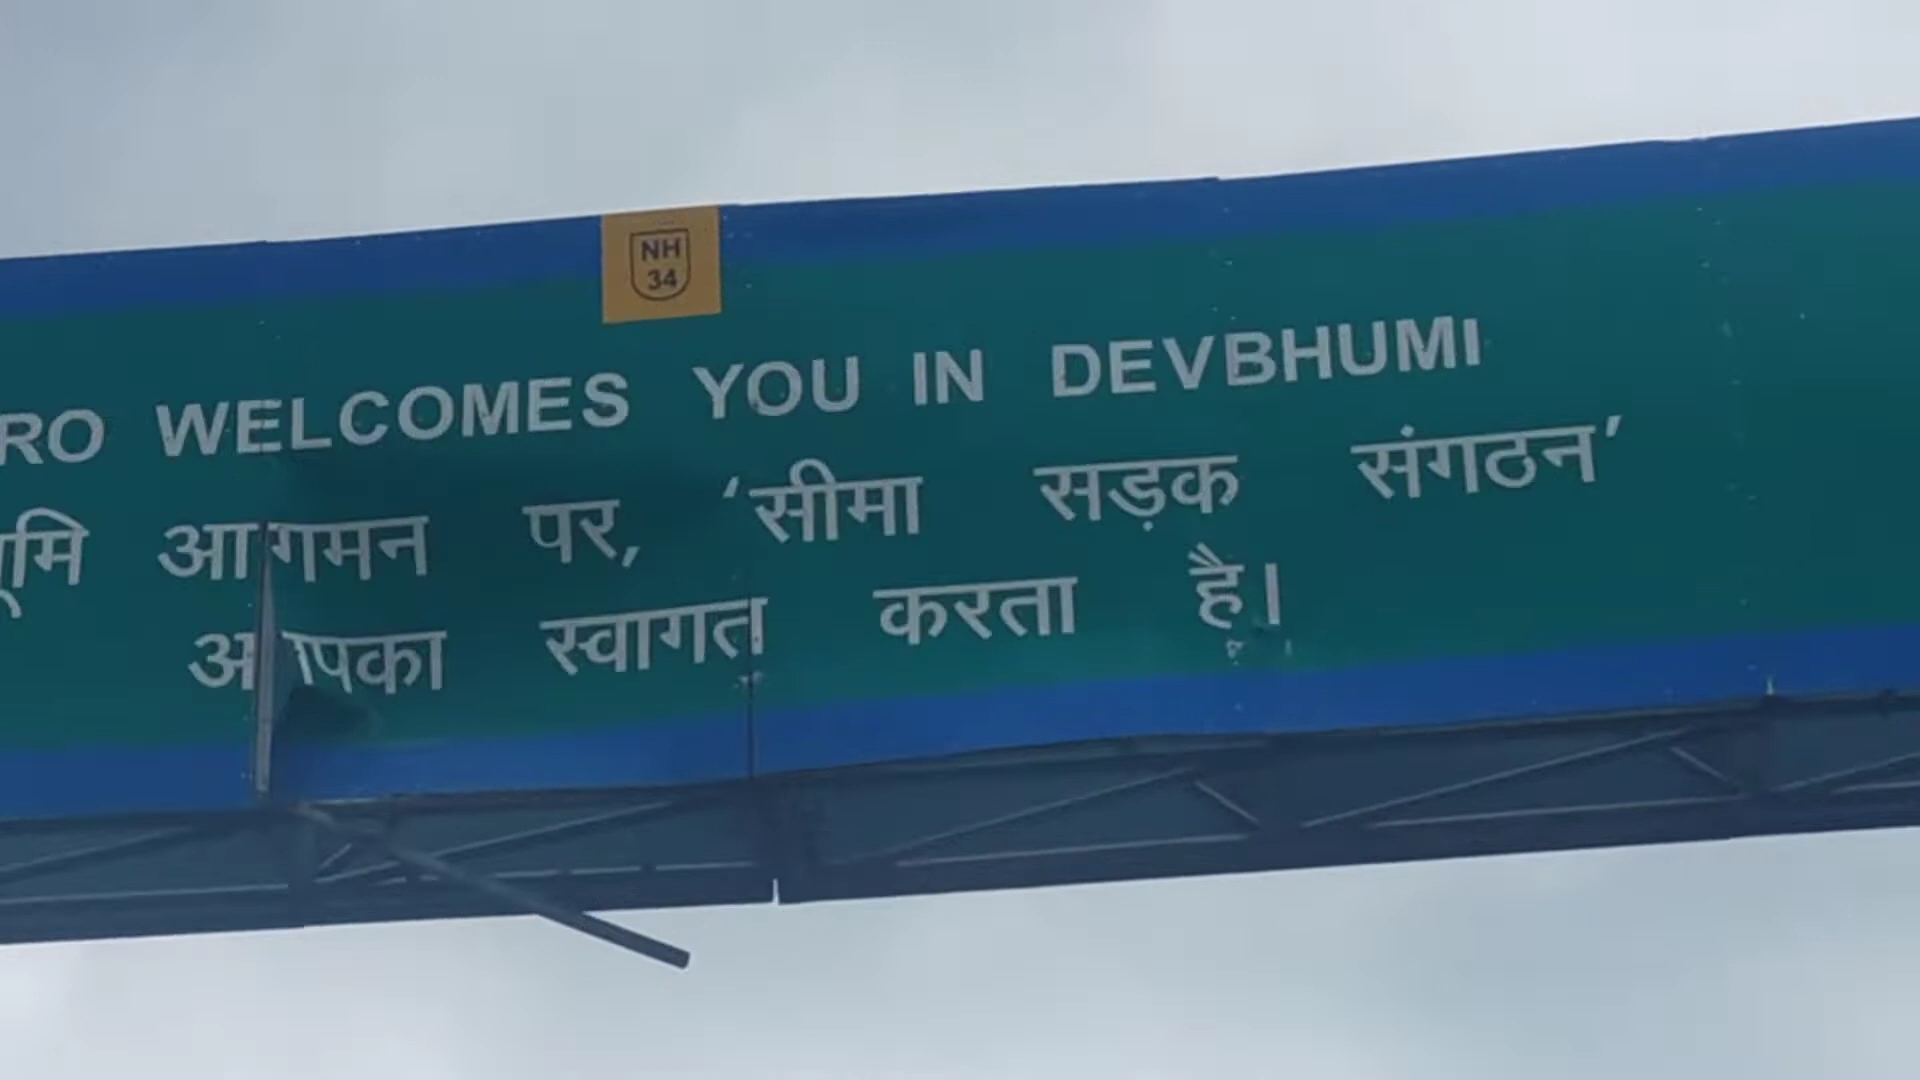 NH
34
RO WELCOMES YOU IN DEVBHUMI
आगमन पर, ‘सीमा सड़क संगठन’
आपका स्वागत करता है।